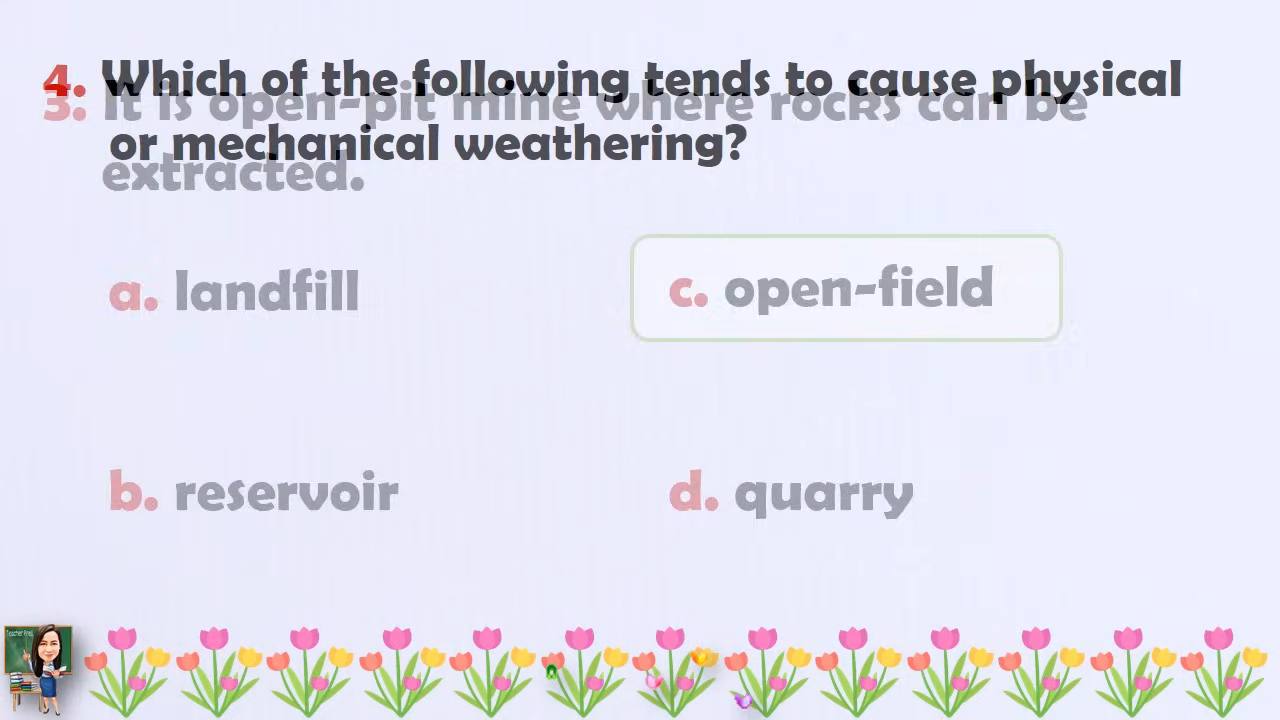 4. Which of the following tends to cause physical
or mechanical weathering?
3. It is open-pit mine where rocks can be
extracted.
a. landfill
c. open-field
b. reservoir
d. quarry